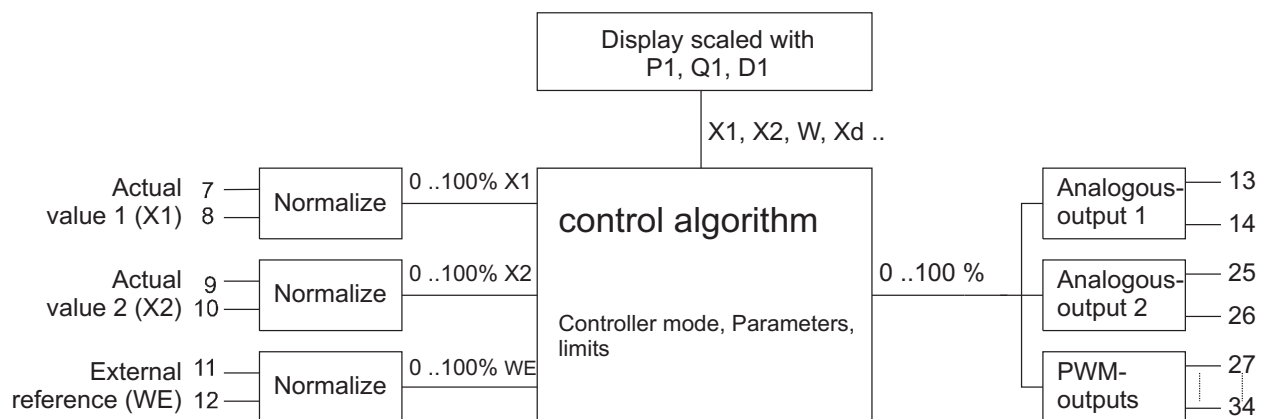 Display scaled with
P1, Q1, D1
X1, X2, W, Xd ..
Actual
value 1 (X1)
7
8
Normalize
0 ..100% X1
Actual
value 2 (X2)
9
10
Normalize
0 ..100% X2
External
reference (WE)
11
12
Normalize
0 ..100% WE
control algorithm
Controller mode, Parameters,
limits
0 ..100 %
Analogous-
output 1
13
14
Analogous-
output 2
25
26
PWM-
outputs
27
34